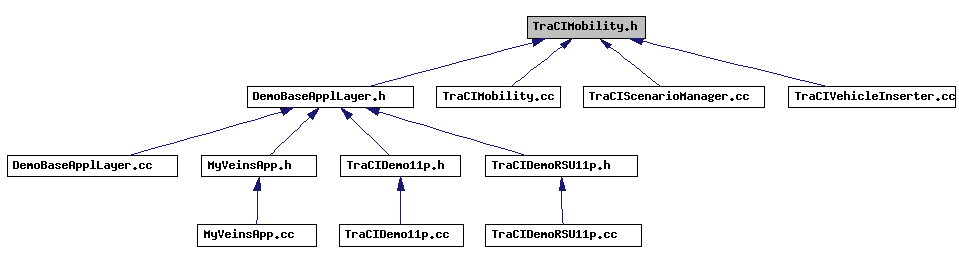 TraCIMobility.h
DemoBaseApplLayer.h
TraCIMobility.cc
TraCIScenarioManager.cc
TraCIVehicleInserter.cc
DemoBaseApplLayer.cc
MyVeinsApp.h
TraCIDemo11p.h
TraCIDemoRSU11p.h
MyVeinsApp.cc
TraCIDemo11p.cc
TraCIDemoRSU11p.cc